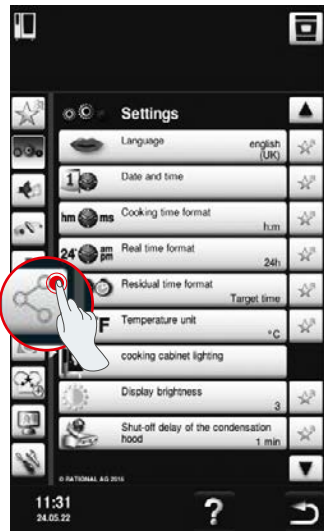 Settings
Language
english
(UK)
Date and time
1
hm
ms
Cooking time format
h:m
24
am
pm
Real time format
24h
Residual time format
Target time
F
Temperature unit
°C
cooking cabinet lighting
Display brightness
3
Shut-off delay of the condensation
hood
1 min
© RATIONAL AG 2016
11:31
24.05.22
?